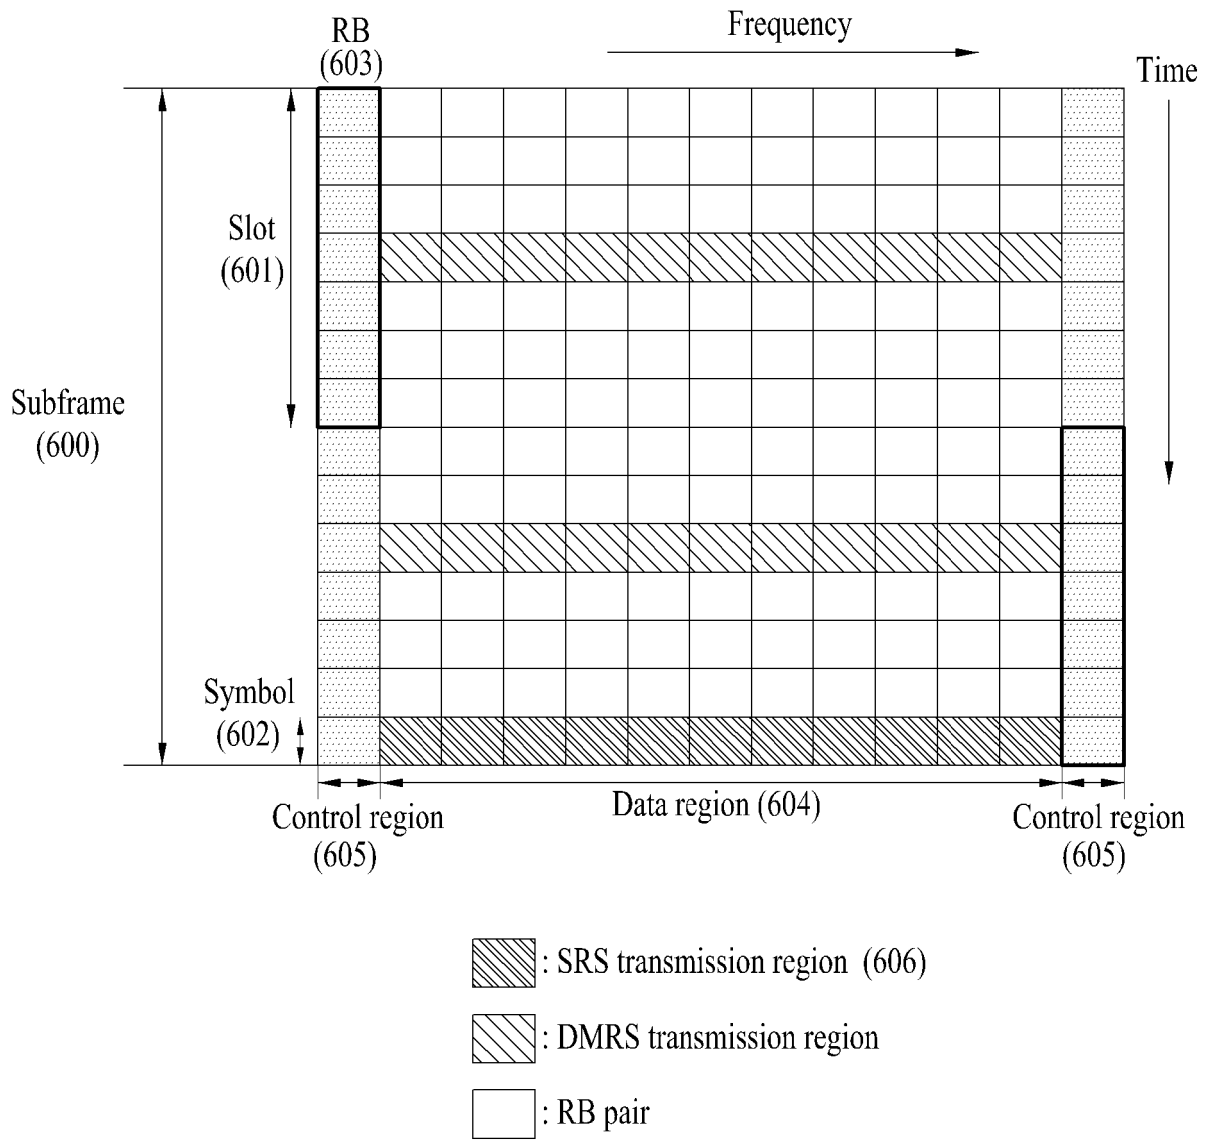 RB
(603)
Frequency
Time
Slot
(601)
Subframe
(600)
Symbol
(602)
Control region
(605)
Data region (604)
Control region
(605)
: SRS transmission region (606)
: DMRS transmission region
: RB pair